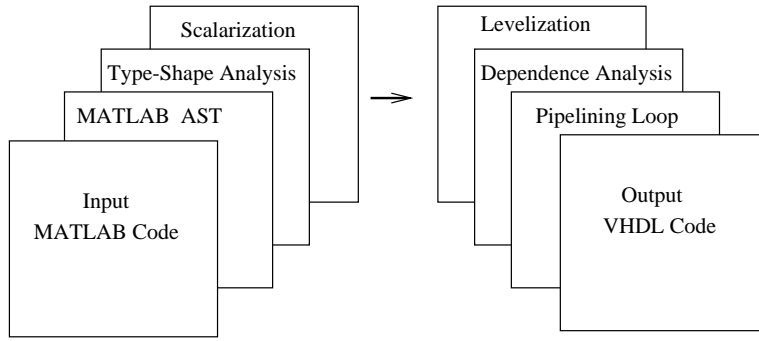 Scalarization
Type-Shape Analysis
MATLAB AST
Input
MATLAB Code
Levelization
Dependence Analysis
Pipelining Loop
Output
VHDL Code